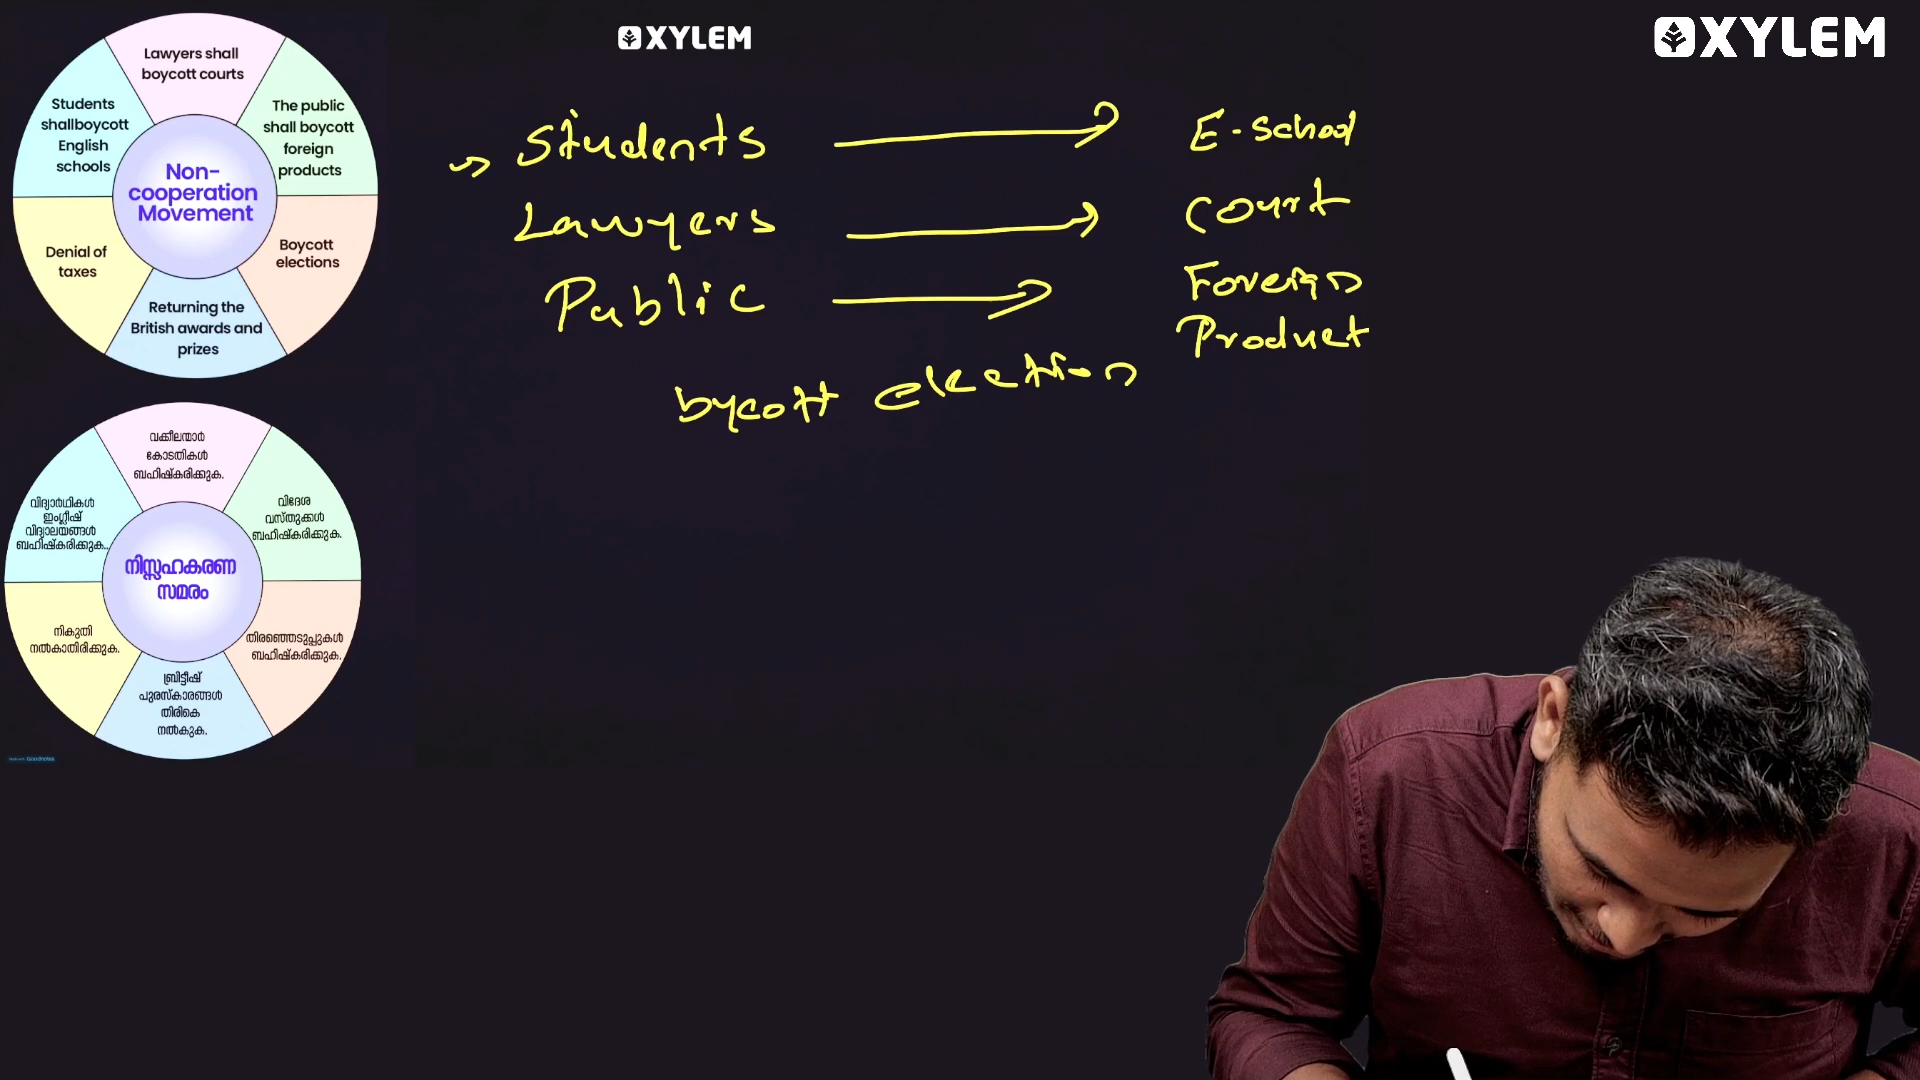 XYLEM
XYLEM
Lawyers shall
boycott courts
The public
shall boycott
foreign
products
Boycott
elections
Returning the
British awards and
prizes
Denial of
taxes
Students
shallboycott
English
schools
Non-
cooperation
Movement
Students → E-school
Lawyers → Court
Public → Foreign
Product
bycott election
വക്കീലന്മാർ
കോടതികൾ
ബഹിഷ്കരിക്കുക.
വിദേശ
വസ്തുക്കൾ
ബഹിഷ്കരിക്കുക.
തിരഞ്ഞെടുപ്പുകൾ
ബഹിഷ്കരിക്കുക.
ബ്രിട്ടീഷ്
പുരസ്കാരങ്ങൾ
തിരികെ
നൽകുക.
നികുതി
നൽകാതിരിക്കുക.
വിദ്യാർഥികൾ
ഇംഗ്ലീഷ്
വിദ്യാലയങ്ങൾ
ബഹിഷ്കരിക്കുക..
നിസ്സഹകരണ
സമരം
Made with Goodnotes